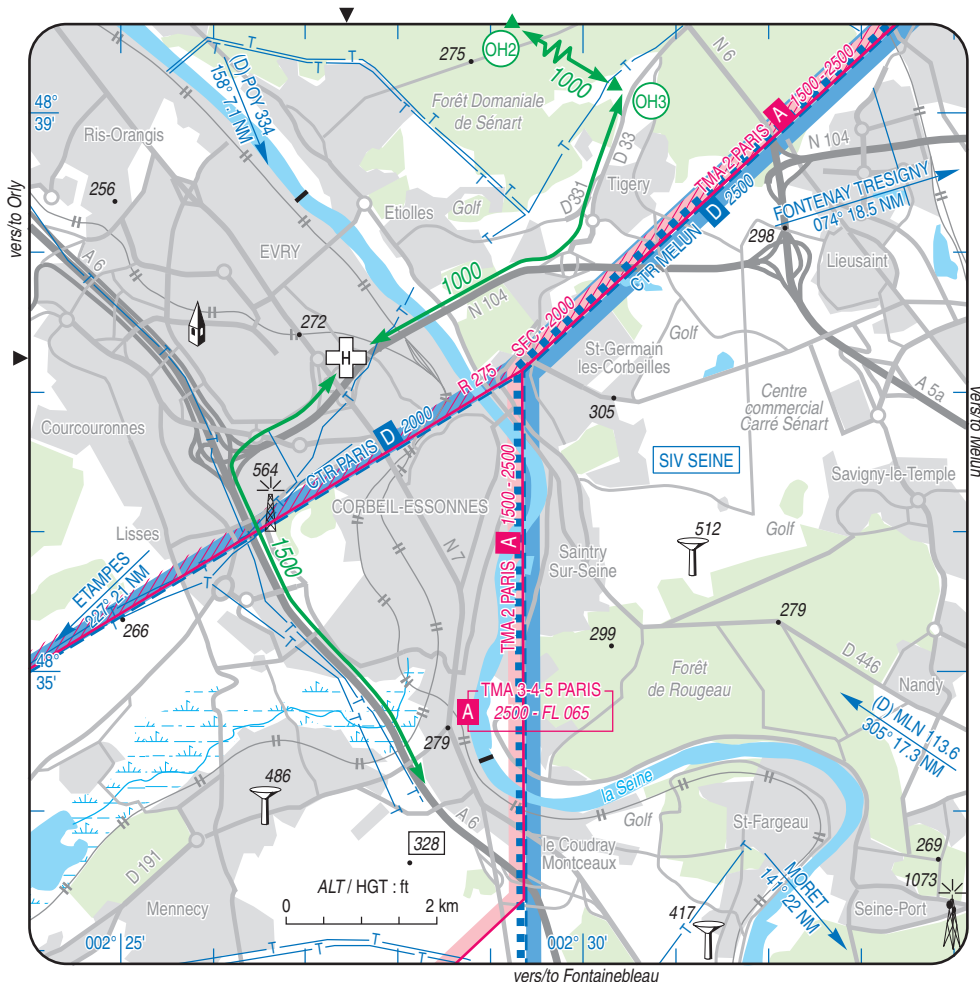 OH2
OH3
1000
275
(D) POY 334
158° 7.1 NM
Forêt Domaniale
de Sénart
N 6
1500 - 2500
A
TMA 2 PARIS
48°
39'
Ris-Orangis
D 33
N 104
256
Tigery
Etiolles
Golf
D 331
D
2500
CTR MELUN
FONTENAY TRESIGNY
074° 18.5 NM
vers/to Orly
A 6
EVRY
298
Lieusaint
1000
N 104
SFC - 2000
272
H
Golf
St-Germain
les-Corbeilles
R 275
305
Centre
commercial
Carré Sénart
A 5a
vers/to Melun
Courcouronnes
CTR PARIS
D
2000
564
1500 - 2500
A
TMA 2 PARIS
SIV SEINE
Savigny-le-Temple
CORBEIL-ESSONNES
512
Golf
Lisses
N 7
Saintry
Sur-Seine
1500
ETAMPES
227° 21 NM
266
279
299
D 446
48°
35'
Forêt
de Rougeau
Nandy
TMA 3-4-5 PARIS
A
2500 - FL 065
(D) MLN 113.6
305° 17.3 NM
279
486
la Seine
Golf
St-Fargeau
A 6
328
le Coudray
Montceaux
269
D 191
ALT / HGT : ft
0
2 km
MORET
141° 22 NM
1073
Mennecy
417
Seine-Port
002° 25'
002° 30'
vers/to Fontainebleau